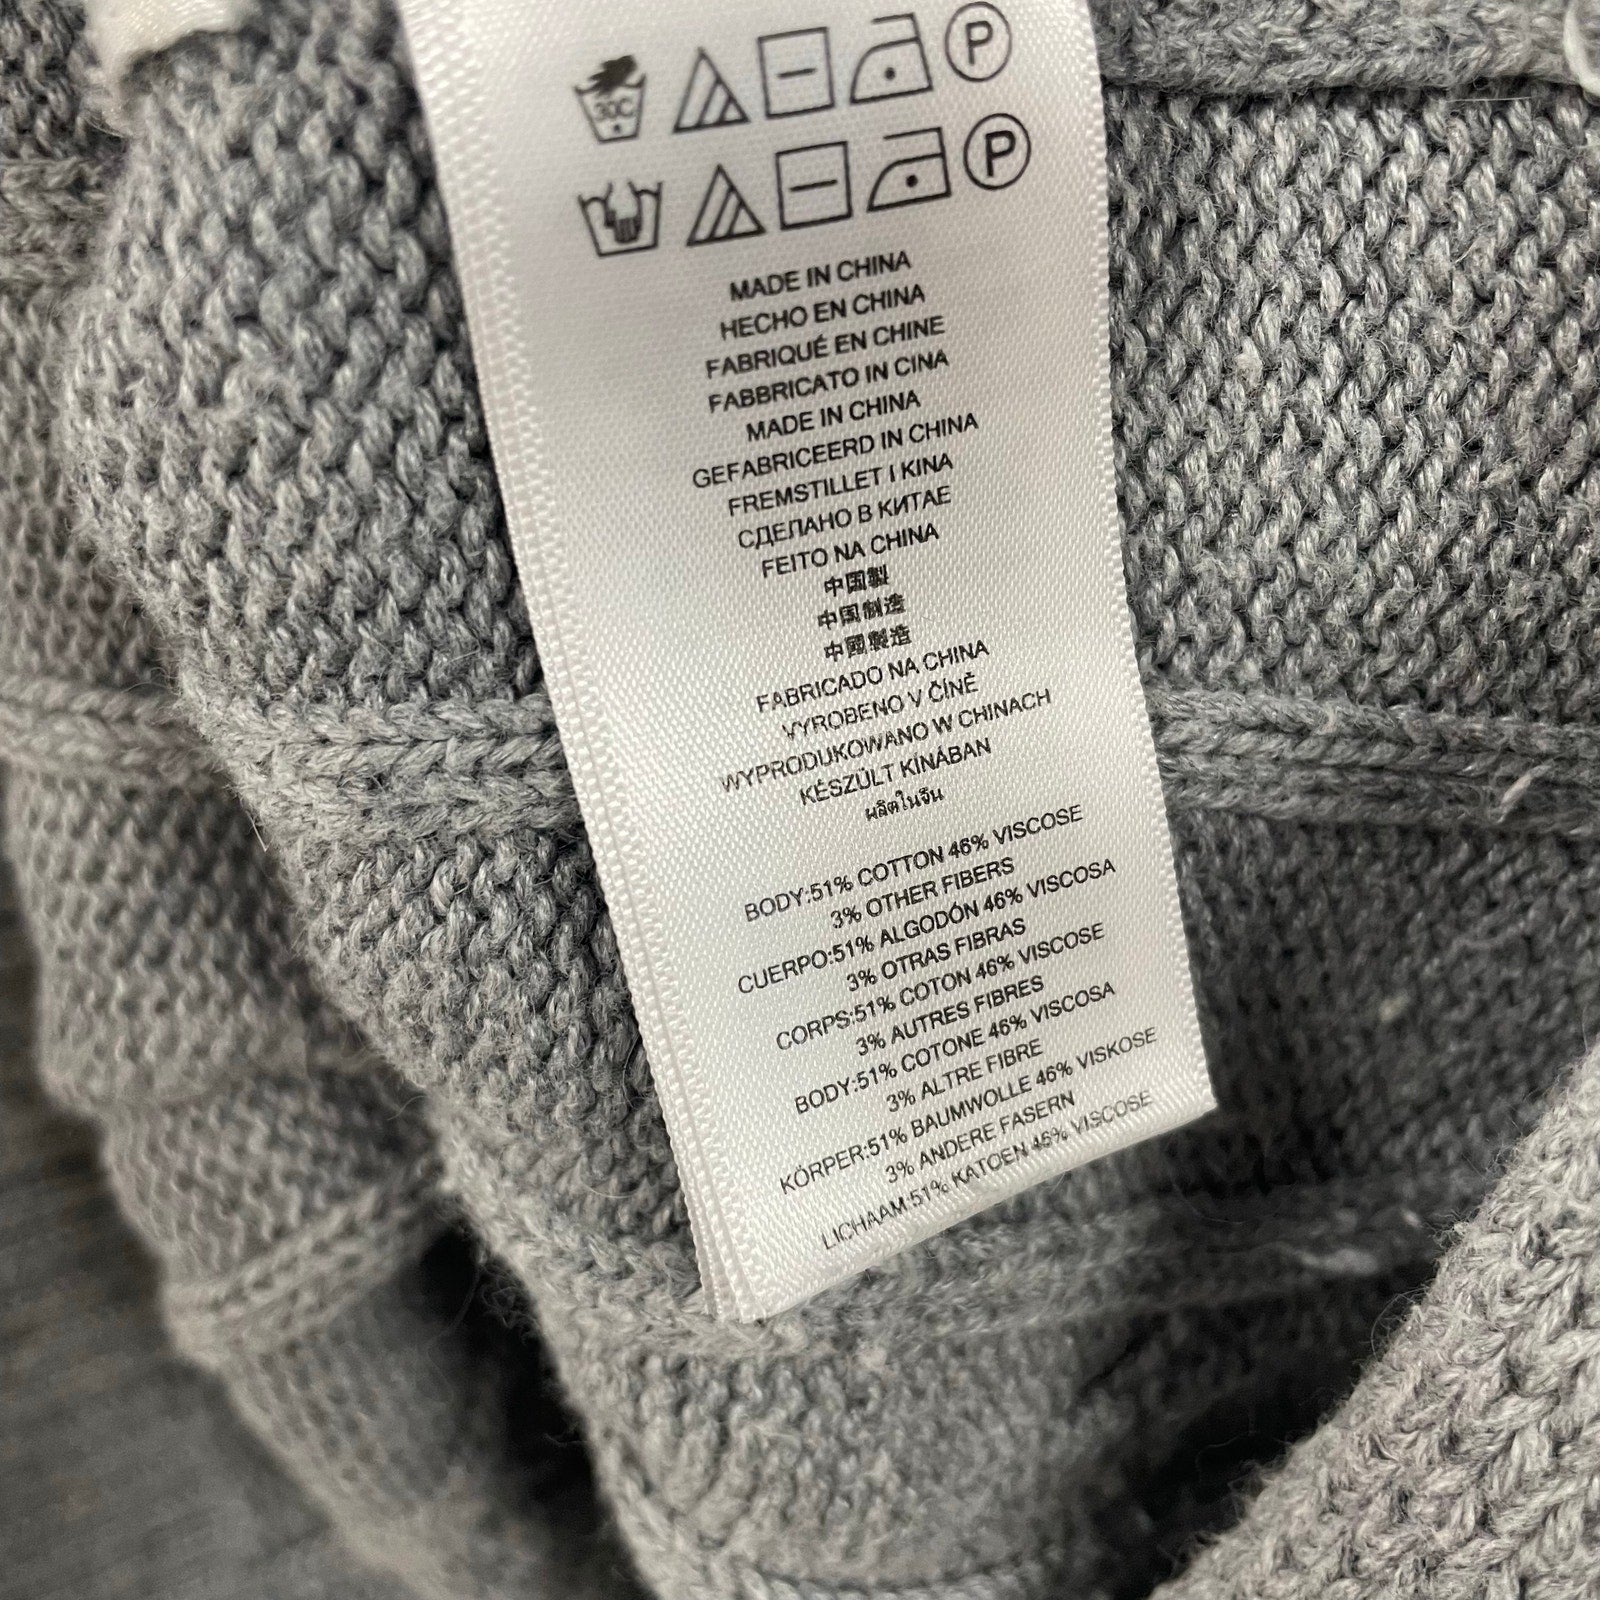 30C
P
P
MADE IN CHINA
HECHO EN CHINA
FABRIQUÉ EN CHINE
FABBRICATO IN CINA
MADE IN CHINA
GEFABRICEERD IN CHINA
FREMSTILLET I KINA
СДЕЛАНО В КИТАЕ
FEITO NA CHINA
中国製
中国制造
中國製造
FABRICADO NA CHINA
VYROBENO V ČÍNĚ
WYPRODUKOWANO W CHINACH
KÉSZÜLT KÍNÁBAN
ผลิตในจีน
BODY:51% COTTON 46% VISCOSE
3% OTHER FIBERS
CUERPO:51% ALGODÓN 46% VISCOSA
3% OTRAS FIBRAS
CORPS:51% COTON 46% VISCOSE
3% AUTRES FIBRES
BODY:51% COTONE 46% VISCOSA
3% ALTRE FIBRE
KÖRPER:51% BAUMWOLLE 46% VISKOSE
3% ANDERE FASERN
LICHAAM:51% KATOEN 46% VISCOSE